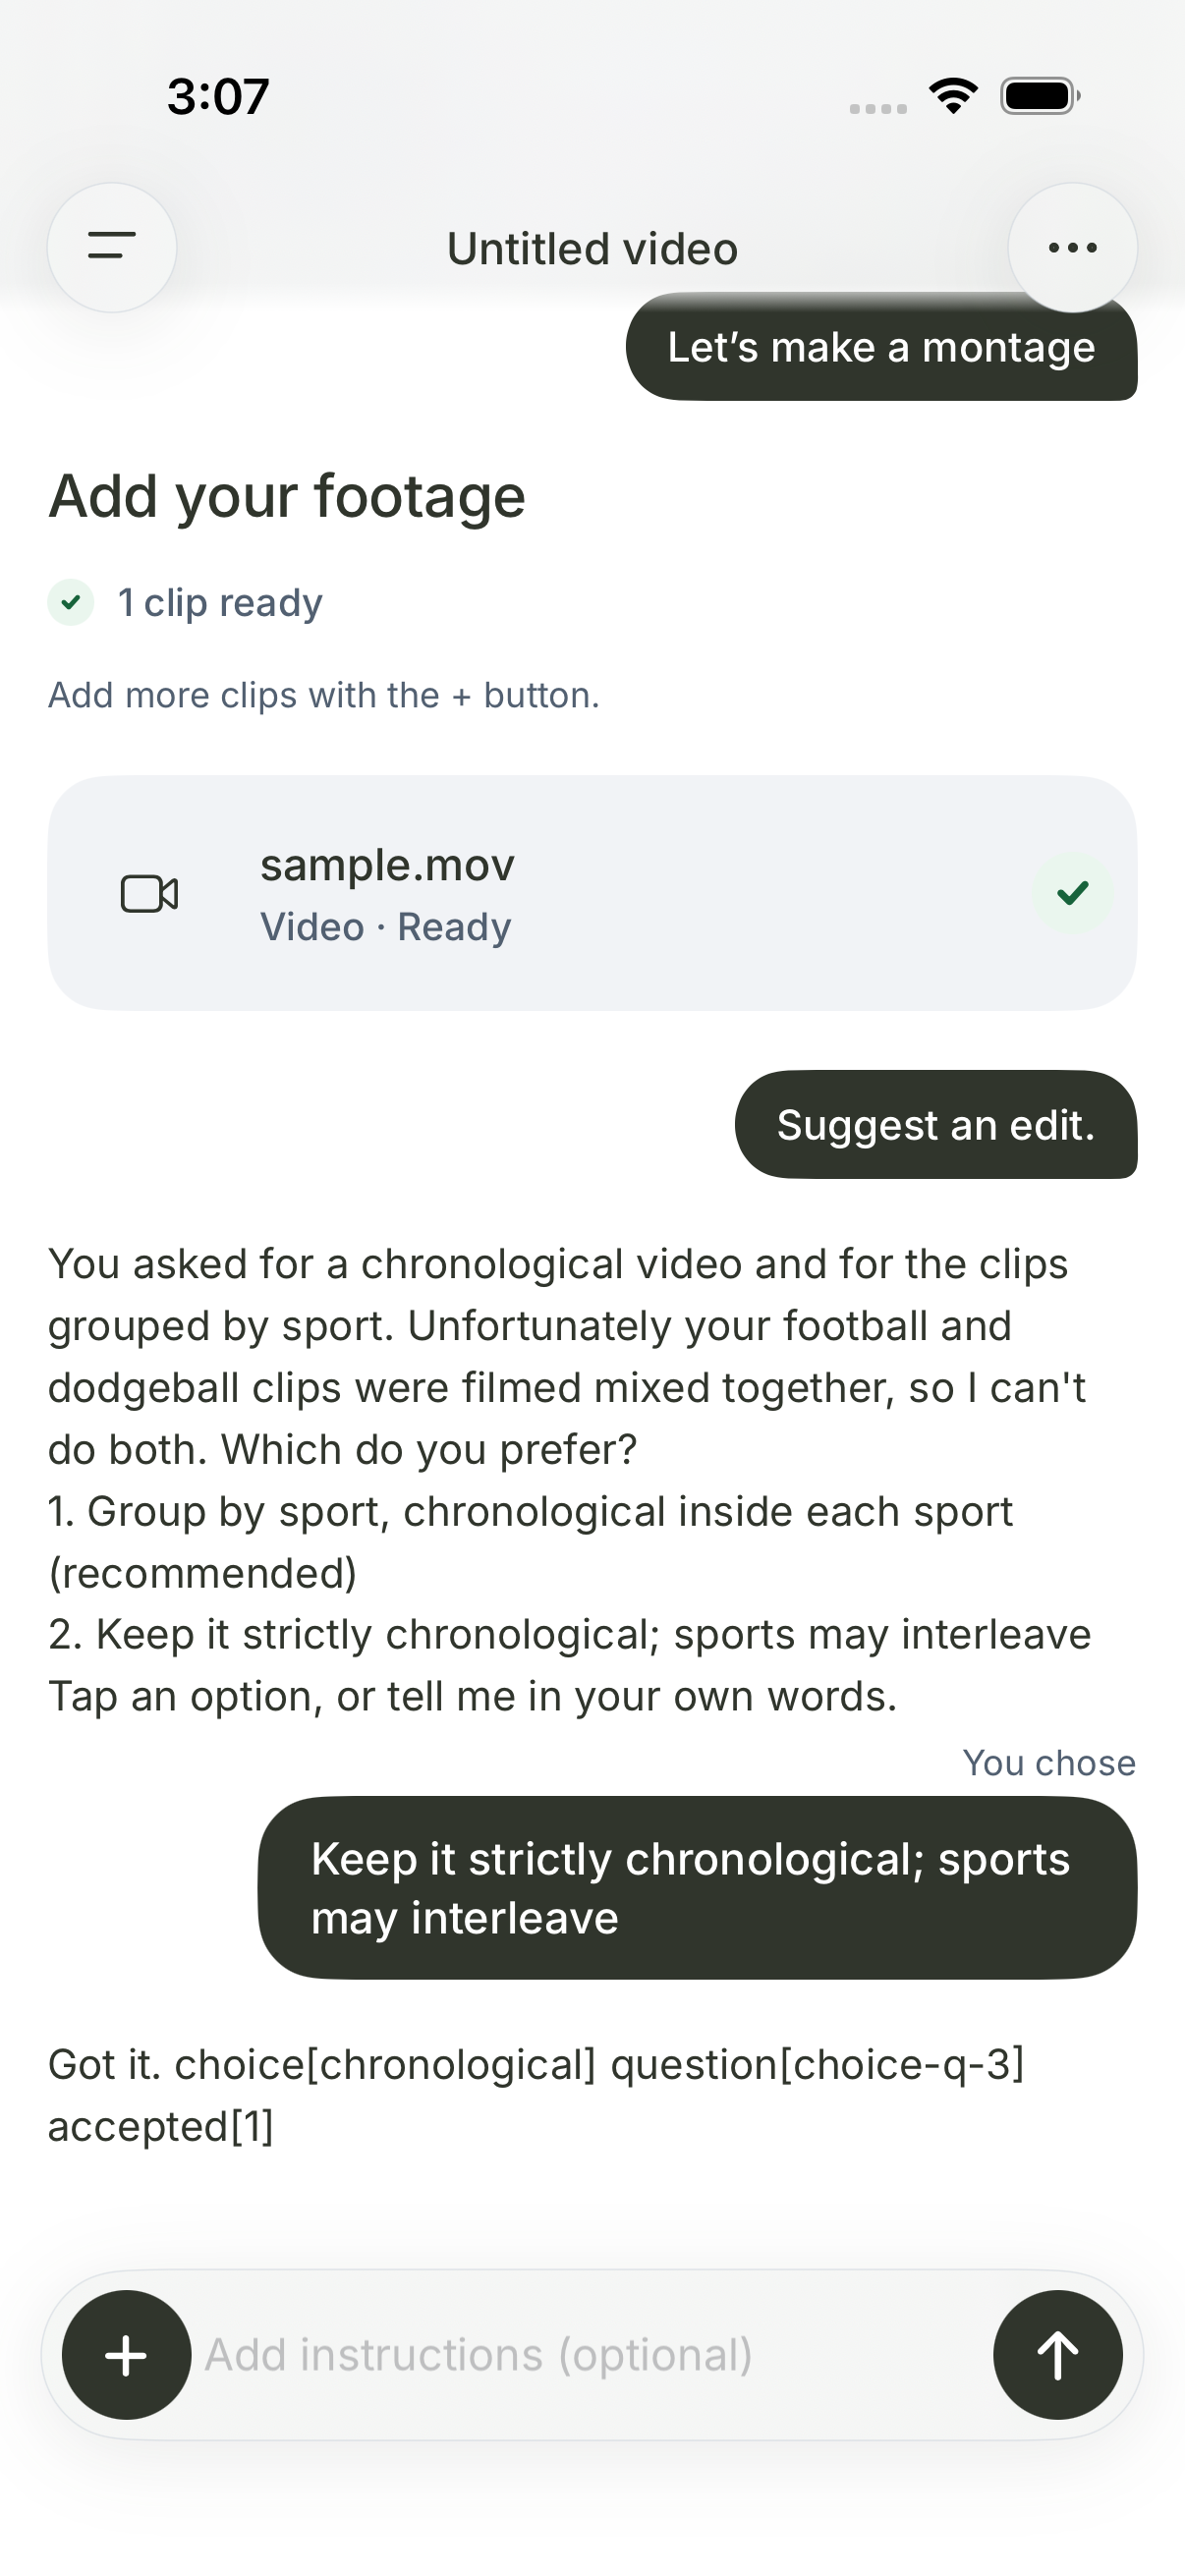 3:07
Untitled video
Let’s make a montage
Add your footage
1 clip ready
Add more clips with the + button.
sample.mov
Video · Ready
Suggest an edit.
You asked for a chronological video and for the clips
grouped by sport. Unfortunately your football and
dodgeball clips were filmed mixed together, so I can't
do both. Which do you prefer?
1. Group by sport, chronological inside each sport
(recommended)
2. Keep it strictly chronological; sports may interleave
Tap an option, or tell me in your own words.
You chose
Keep it strictly chronological; sports
may interleave
Got it. choice[chronological] question[choice-q-3]
accepted[1]
Add instructions (optional)